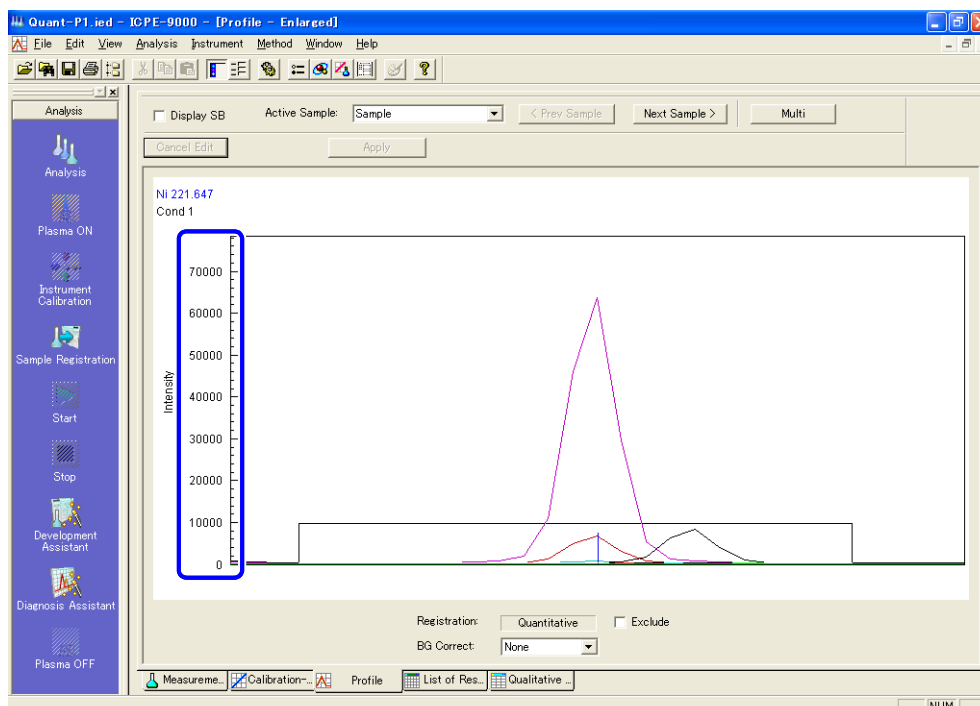 Quant-P1.ied - ICPE-9000 - [Profile - Enlarged]
File Edit View Analysis Instrument Method Window Help
Analysis
Display SB Active Sample: Sample < Prev Sample Next Sample > Multi
Cancel Edit Apply
Analysis
Plasma ON
Instrument
Calibration
Sample Registration
Start
Stop
Development
Assistant
Diagnosis Assistant
Plasma OFF
Ni 221.647
Cond 1
Intensity
70000
60000
50000
40000
30000
20000
10000
0
Registration: Quantitative Exclude
BG Correct: None
Measureme... Calibration-... Profile List of Res... Qualitative ...
NUM